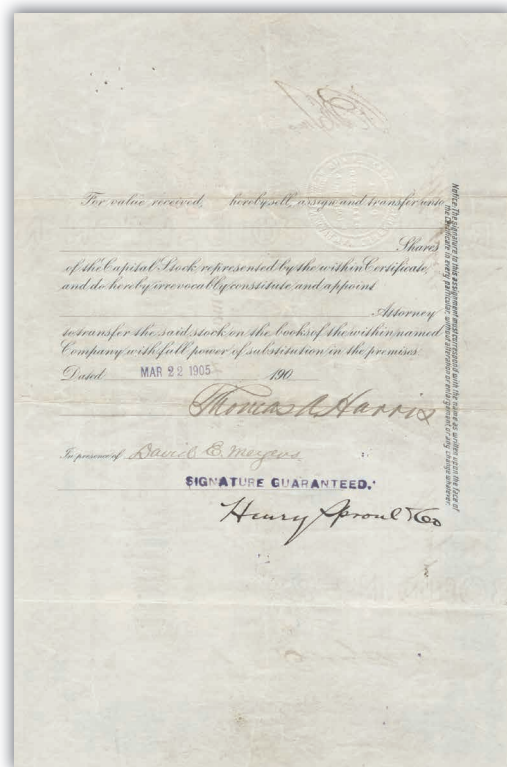 For value received, hereby sell, assign and transfer unto
Shares
of the Capital Stock represented by the within Certificate,
and do hereby irrevocably constitute and appoint
Attorney
to transfer the said stock on the books of the within named
Company with full power of substitution in the premises
Dated MAR 22 1905 190
Thomas A Harris
In presence of David E. Meyers
SIGNATURE GUARANTEED.
Henry Sproul & Co
Notice: The signature to this assignment must correspond with the name as written upon the face of
the Certificate in every particular, without alteration or enlargement or any change whatever.